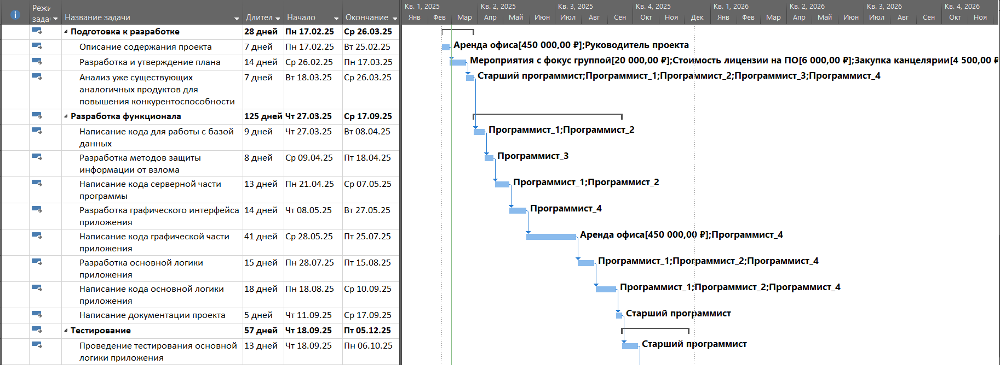 Режи
задач
Название задачи
Длител
Начало
Окончание
Кв. 1, 2025
Кв. 2, 2025
Кв. 3, 2025
Кв. 4, 2025
Кв. 1, 2026
Кв. 2, 2026
Кв. 3, 2026
Кв. 4, 2026
Янв Фев Мар Апр Май Июн Июл Авг Сен Окт Ноя Дек Янв Фев Мар Апр Май Июн Июл Авг Сен Окт Ноя
Подготовка к разработке 28 дней Пн 17.02.25 Ср 26.03.25
Описание содержания проекта 7 дней Пн 17.02.25 Вт 25.02.25
Аренда офиса[450 000,00 ₽];Руководитель проекта
Разработка и утверждение плана 14 дней Ср 26.02.25 Пн 17.03.25
Мероприятия с фокус группой[20 000,00 ₽];Стоимость лицензии на ПО[6 000,00 ₽];Закупка канцелярии[4 500,00 ₽
Анализ уже существующих 7 дней Вт 18.03.25 Ср 26.03.25
аналогичных продуктов для
повышения конкурентоспособности
Старший программист;Программист_1;Программист_2;Программист_3;Программист_4
Разработка функционала 125 дней Чт 27.03.25 Ср 17.09.25
Написание кода для работы с базой 9 дней Чт 27.03.25 Вт 08.04.25
данных
Программист_1;Программист_2
Разработка методов защиты 8 дней Ср 09.04.25 Пт 18.04.25
информации от взлома
Программист_3
Написание кода серверной части 13 дней Пн 21.04.25 Ср 07.05.25
программы
Программист_1;Программист_2
Разработка графического интерфейса 14 дней Чт 08.05.25 Вт 27.05.25
приложения
Программист_4
Написание кода графической части 41 дней Ср 28.05.25 Пт 25.07.25
приложения
Аренда офиса[450 000,00 ₽];Программист_4
Разработка основной логики 15 дней Пн 28.07.25 Пт 15.08.25
приложения
Программист_1;Программист_2;Программист_4
Написание кода основной логики 18 дней Пн 18.08.25 Ср 10.09.25
приложения
Программист_1;Программист_2;Программист_4
Написание документации проекта 5 дней Чт 11.09.25 Ср 17.09.25
Старший программист
Тестирование 57 дней Чт 18.09.25 Пт 05.12.25
Проведение тестирования основной 13 дней Чт 18.09.25 Пн 06.10.25
логики приложения
Старший программист